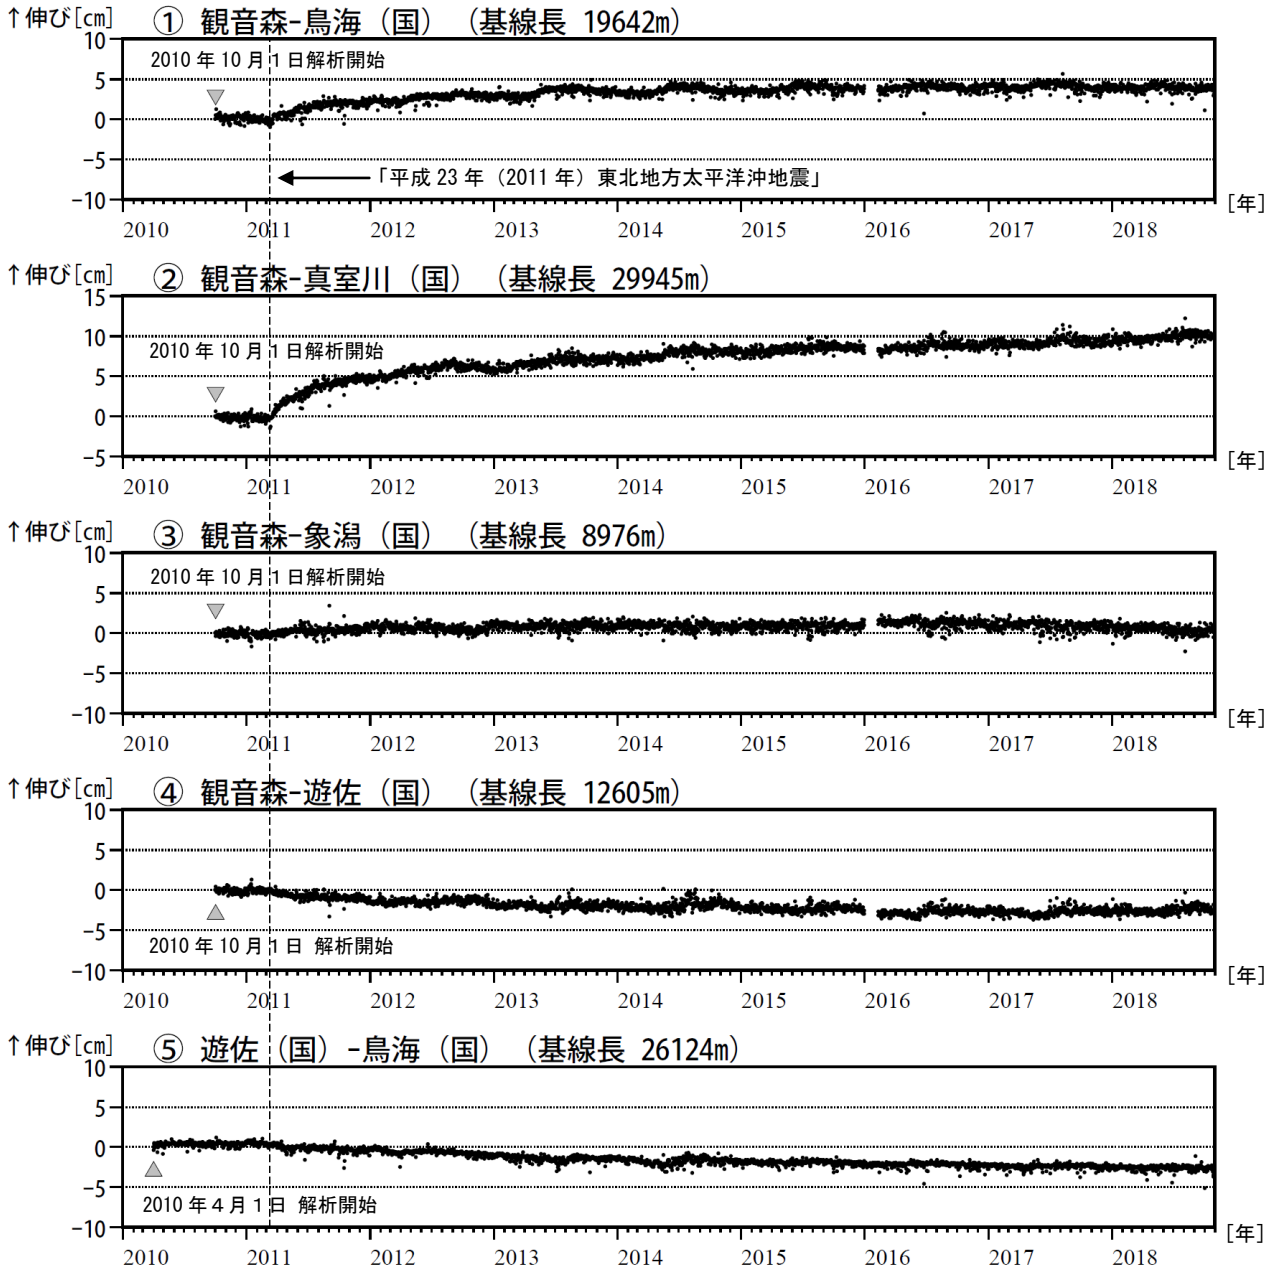 ↑伸び[cm] ① 観音森−鳥海（国）（基線長 19642m）
10
2010 年 10 月 1 日解析開始
5
0
−5
「平成 23 年（2011 年）東北地方太平洋沖地震」
−10
[年]
2010 2011 2012 2013 2014 2015 2016 2017 2018
↑伸び[cm] ② 観音森−真室川（国）（基線長 29945m）
15
10
2010 年 10 月 1 日解析開始
5
0
−5
[年]
2010 2011 2012 2013 2014 2015 2016 2017 2018
↑伸び[cm] ③ 観音森−象潟（国）（基線長 8976m）
10
2010 年 10 月 1 日解析開始
5
0
−5
−10
[年]
2010 2011 2012 2013 2014 2015 2016 2017 2018
↑伸び[cm] ④ 観音森−遊佐（国）（基線長 12605m）
10
5
0
−5
2010 年 10 月 1 日 解析開始
−10
[年]
2010 2011 2012 2013 2014 2015 2016 2017 2018
↑伸び[cm] ⑤ 遊佐（国）−鳥海（国）（基線長 26124m）
10
5
0
−5
2010 年 4 月 1 日 解析開始
−10
[年]
2010 2011 2012 2013 2014 2015 2016 2017 2018